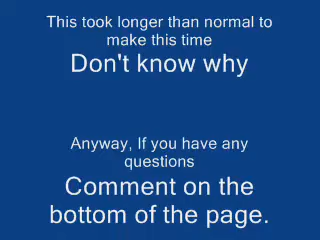 This took longer than normal to
make this time
Don't know why
Anyway, If you have any
questions
Comment on the
bottom of the page.